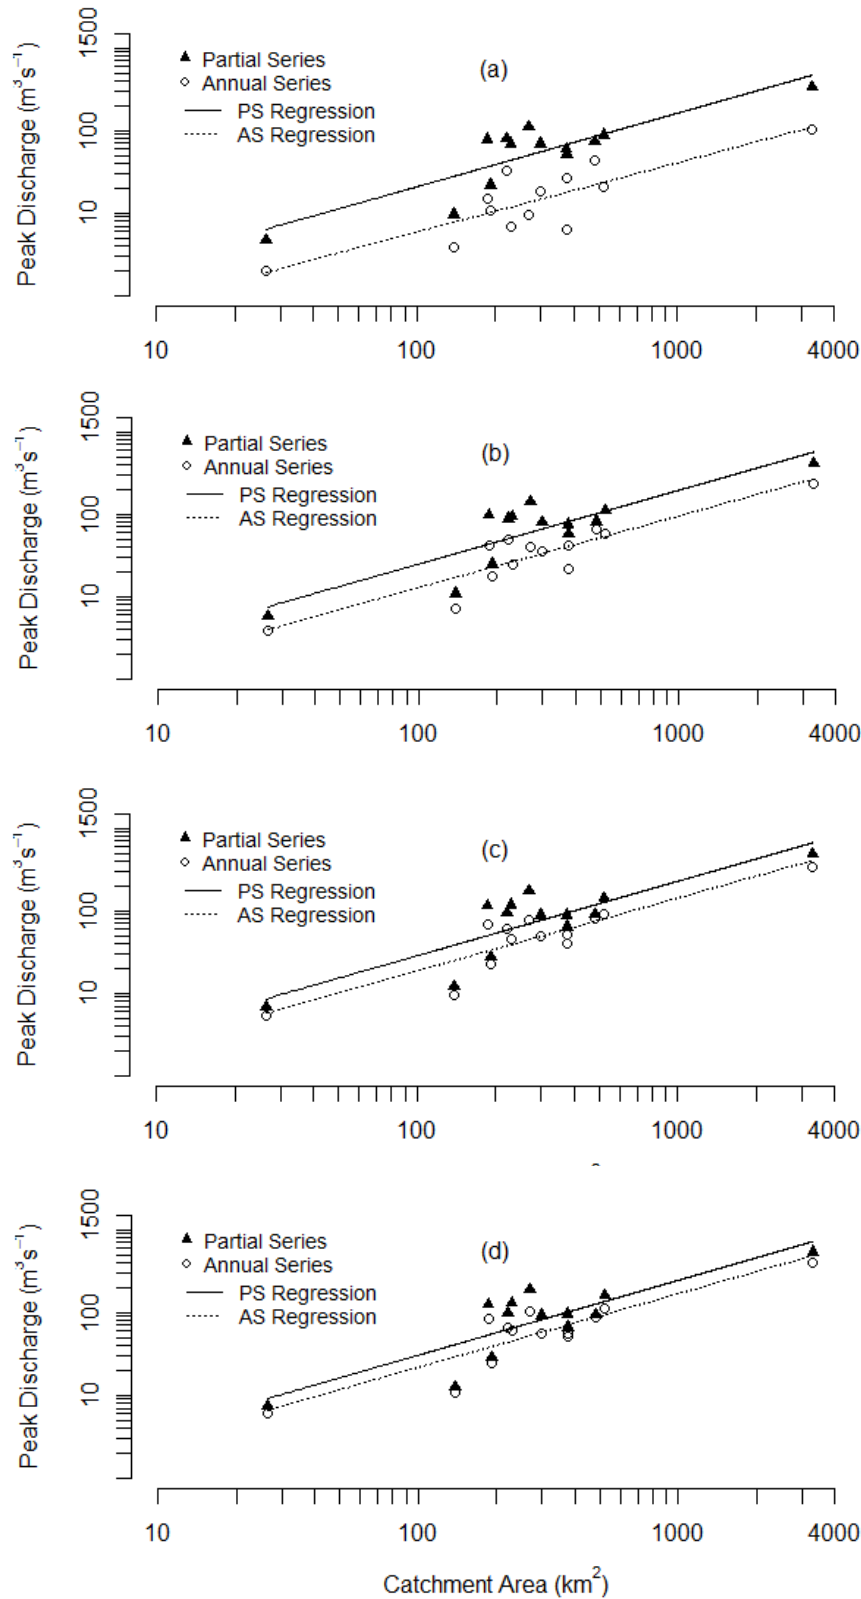 1500
100
10
Peak Discharge (m³s⁻¹)
Partial Series
Annual Series
PS Regression
AS Regression
(a)
10 100 1000 4000
1500
100
10
Peak Discharge (m³s⁻¹)
Partial Series
Annual Series
PS Regression
AS Regression
(b)
10 100 1000 4000
1500
100
10
Peak Discharge (m³s⁻¹)
Partial Series
Annual Series
PS Regression
AS Regression
(c)
10 100 1000 4000
1500
100
10
Peak Discharge (m³s⁻¹)
Partial Series
Annual Series
PS Regression
AS Regression
(d)
10 100 1000 4000
Catchment Area (km²)